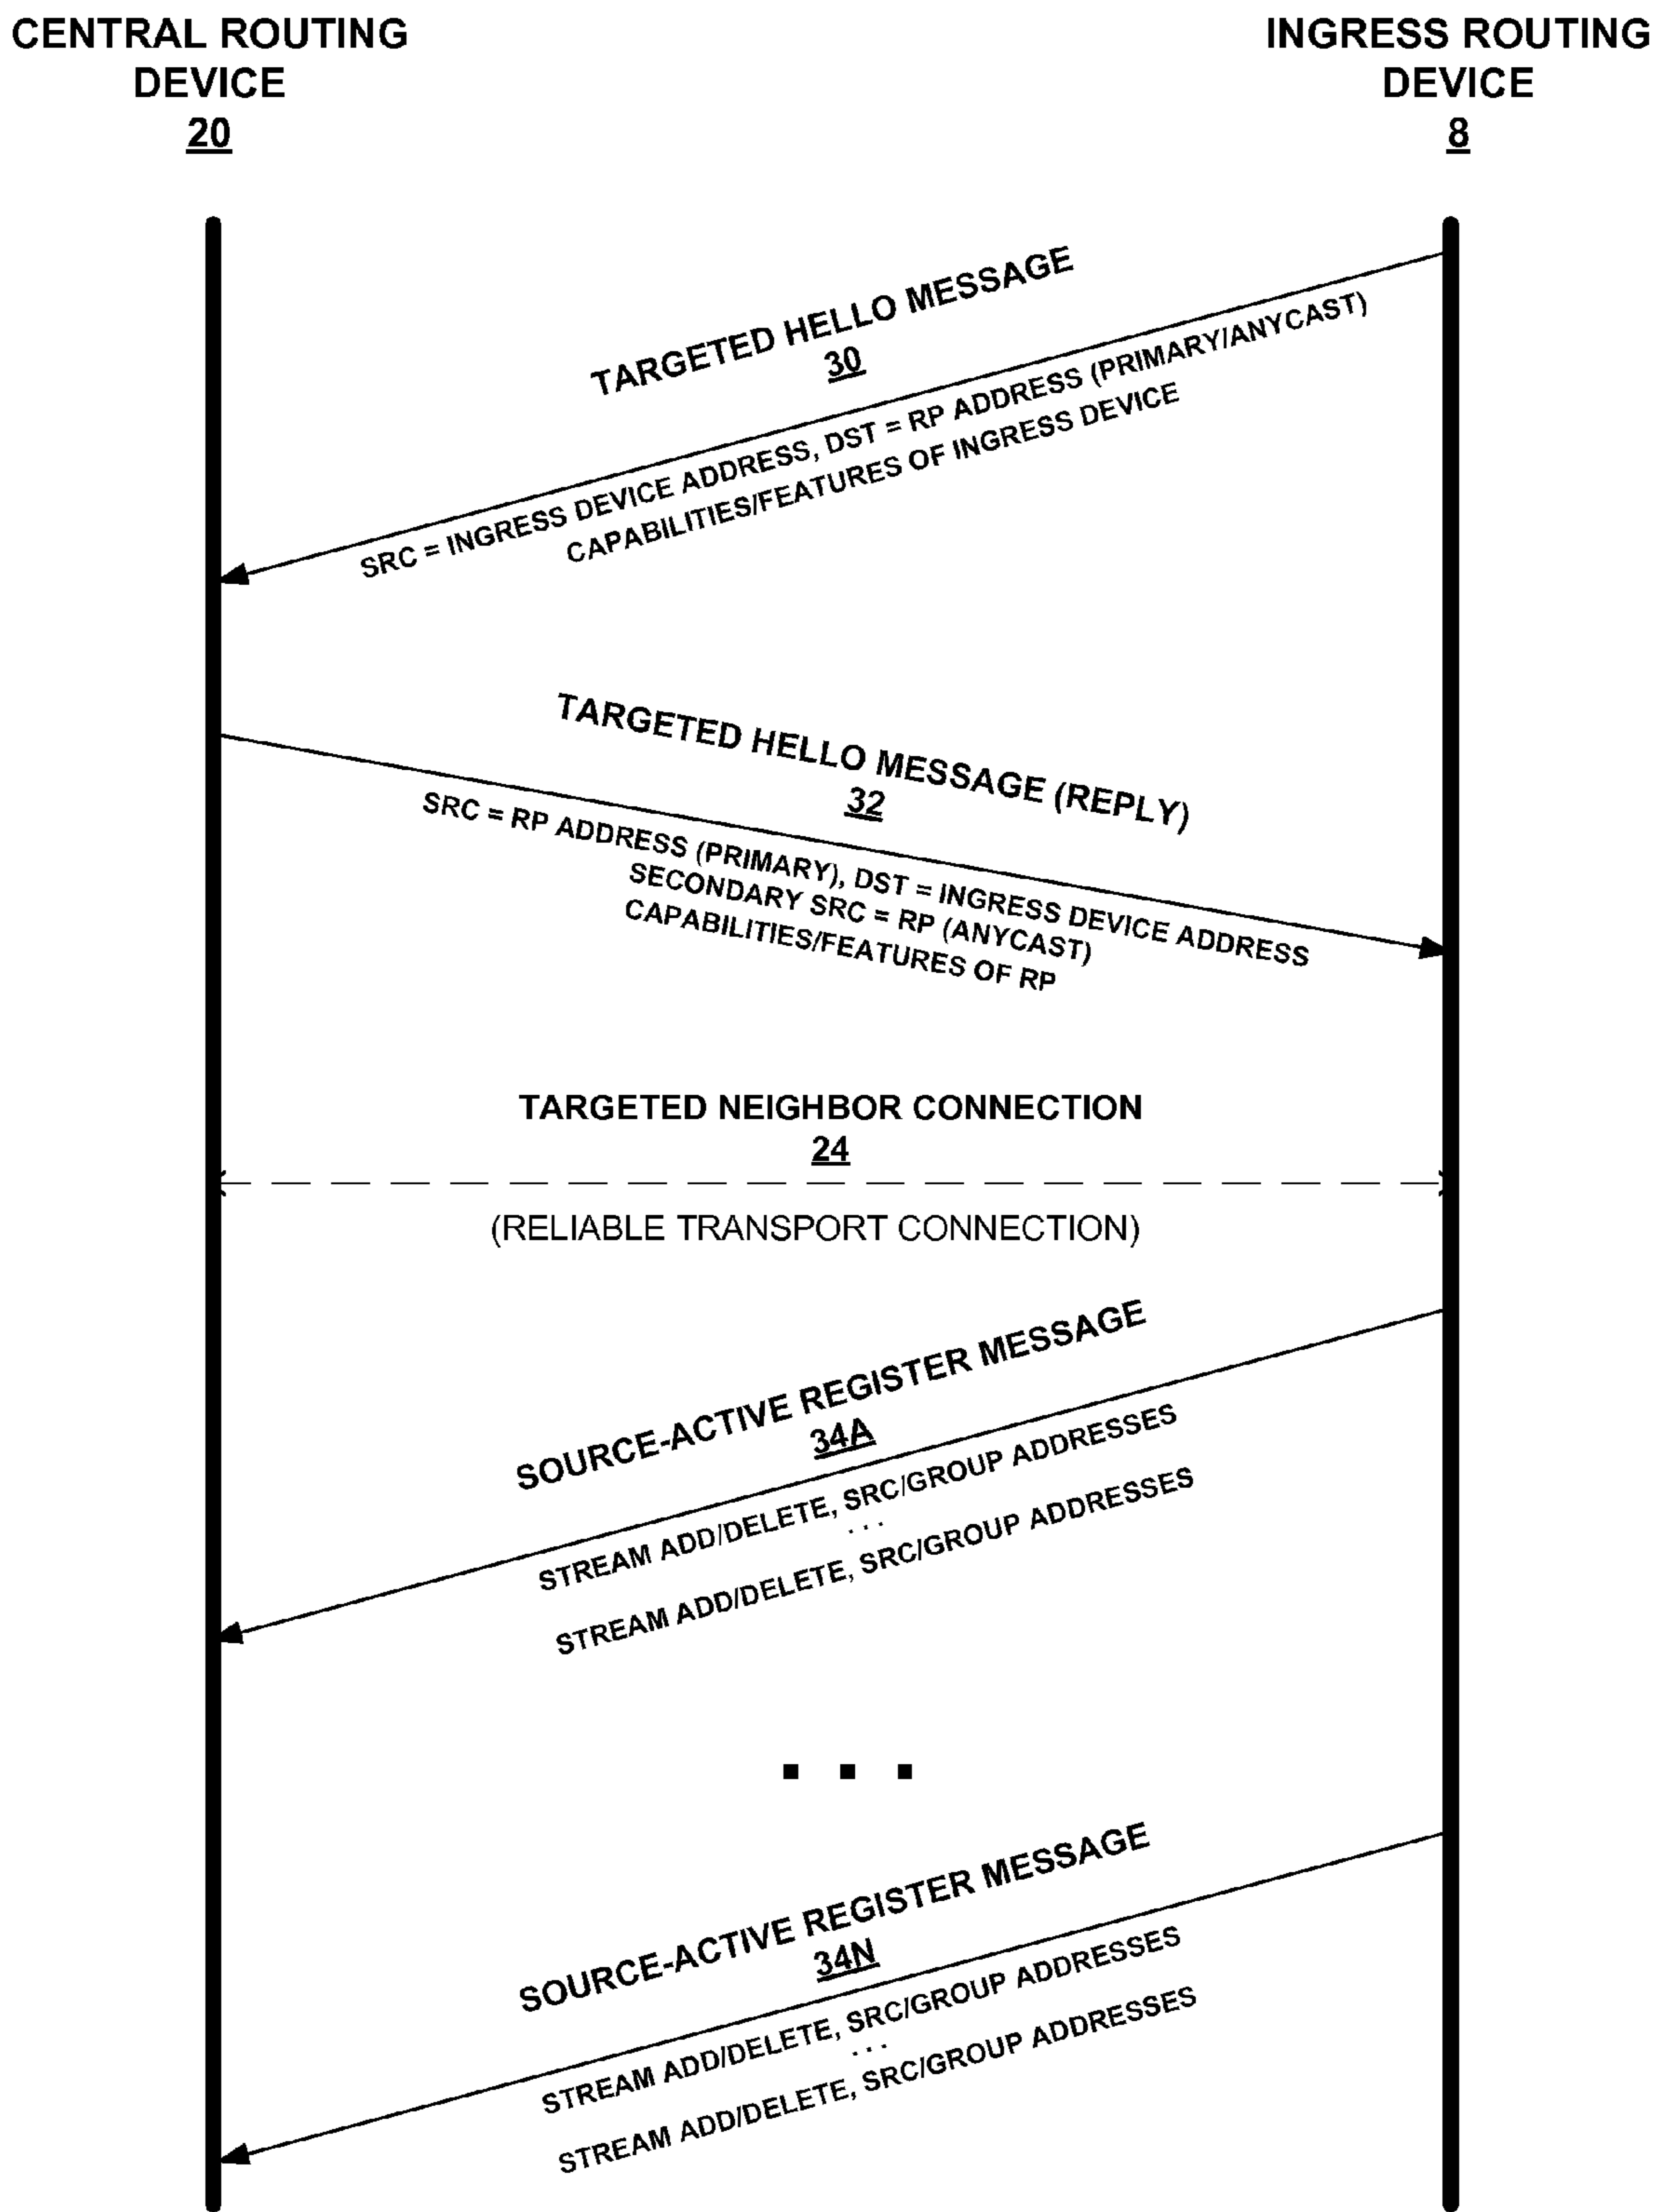 CENTRAL ROUTING
DEVICE
20
INGRESS ROUTING
DEVICE
8
TARGETED HELLO MESSAGE
30
SRC = INGRESS DEVICE ADDRESS, DST = RP ADDRESS (PRIMARY/ANYCAST)
CAPABILITIES/FEATURES OF INGRESS DEVICE
TARGETED HELLO MESSAGE (REPLY)
32
SRC = RP ADDRESS (PRIMARY), DST = INGRESS DEVICE ADDRESS
SECONDARY SRC = RP (ANYCAST)
CAPABILITIES/FEATURES OF RP
TARGETED NEIGHBOR CONNECTION
24
(RELIABLE TRANSPORT CONNECTION)
SOURCE-ACTIVE REGISTER MESSAGE
34A
STREAM ADD/DELETE, SRC/GROUP ADDRESSES
. . .
STREAM ADD/DELETE, SRC/GROUP ADDRESSES
. . .
SOURCE-ACTIVE REGISTER MESSAGE
34N
STREAM ADD/DELETE, SRC/GROUP ADDRESSES
. . .
STREAM ADD/DELETE, SRC/GROUP ADDRESSES